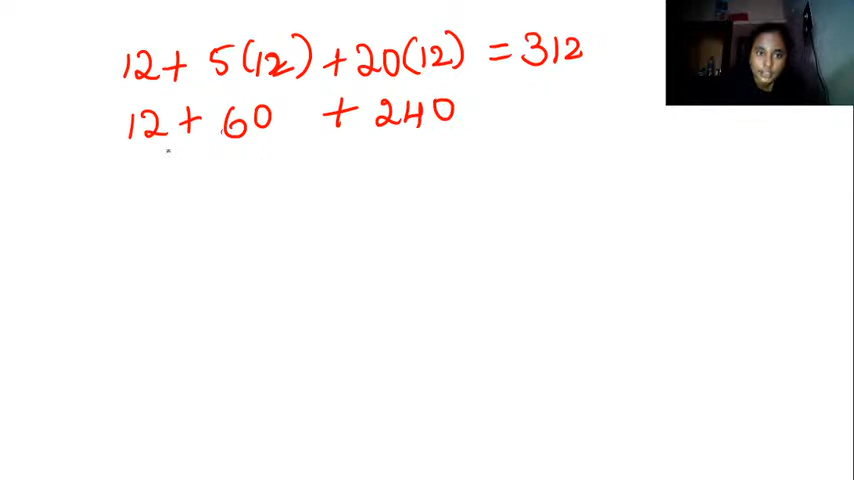 12 + 5(12) + 20(12) = 312
12 + 60 + 240